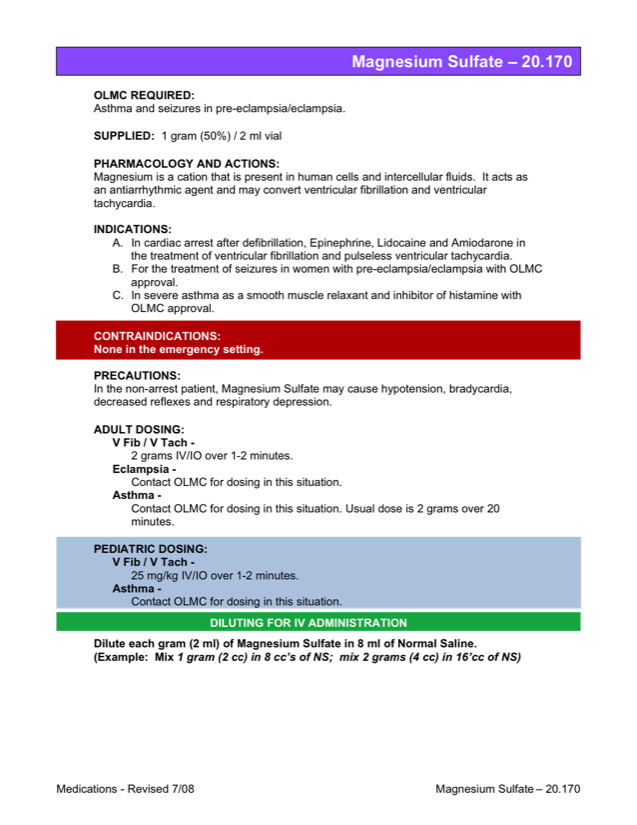 Magnesium Sulfate – 20.170
OLMC REQUIRED:
Asthma and seizures in pre-eclampsia/eclampsia.
SUPPLIED: 1 gram (50%) / 2 ml vial
PHARMACOLOGY AND ACTIONS:
Magnesium is a cation that is present in human cells and intercellular fluids. It acts as
an antiarrhythmic agent and may convert ventricular fibrillation and ventricular
tachycardia.
INDICATIONS:
A. In cardiac arrest after defibrillation, Epinephrine, Lidocaine and Amiodarone in
the treatment of ventricular fibrillation and pulseless ventricular tachycardia.
B. For the treatment of seizures in women with pre-eclampsia/eclampsia with OLMC
approval.
C. In severe asthma as a smooth muscle relaxant and inhibitor of histamine with
OLMC approval.
CONTRAINDICATIONS:
None in the emergency setting.
PRECAUTIONS:
In the non-arrest patient, Magnesium Sulfate may cause hypotension, bradycardia,
decreased reflexes and respiratory depression.
ADULT DOSING:
V Fib / V Tach -
2 grams IV/IO over 1-2 minutes.
Eclampsia -
Contact OLMC for dosing in this situation.
Asthma -
Contact OLMC for dosing in this situation. Usual dose is 2 grams over 20
minutes.
PEDIATRIC DOSING:
V Fib / V Tach -
25 mg/kg IV/IO over 1-2 minutes.
Asthma -
Contact OLMC for dosing in this situation.
DILUTING FOR IV ADMINISTRATION
Dilute each gram (2 ml) of Magnesium Sulfate in 8 ml of Normal Saline.
(Example: Mix 1 gram (2 cc) in 8 cc's of NS; mix 2 grams (4 cc) in 16'cc of NS)
Medications - Revised 7/08
Magnesium Sulfate – 20.170